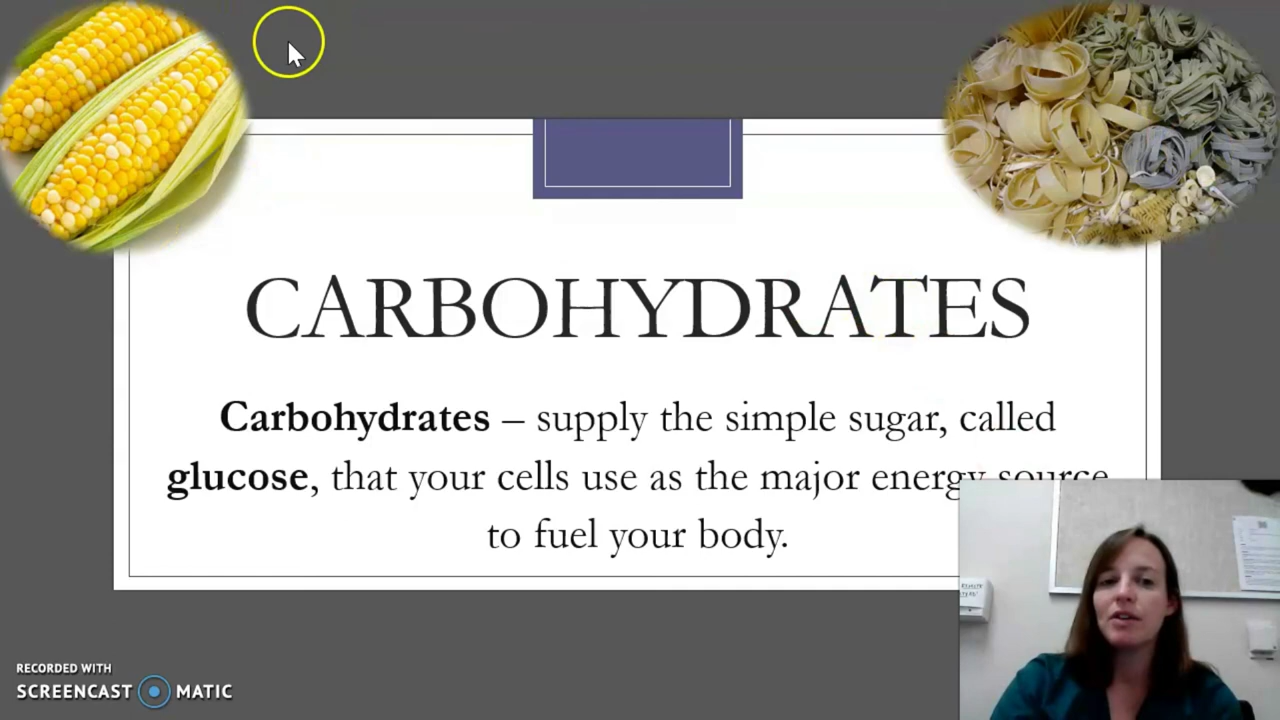 CARBOHYDRATES
Carbohydrates – supply the simple sugar, called
glucose, that your cells use as the major energy source
to fuel your body.
RECORDED WITH
SCREENCAST MATIC